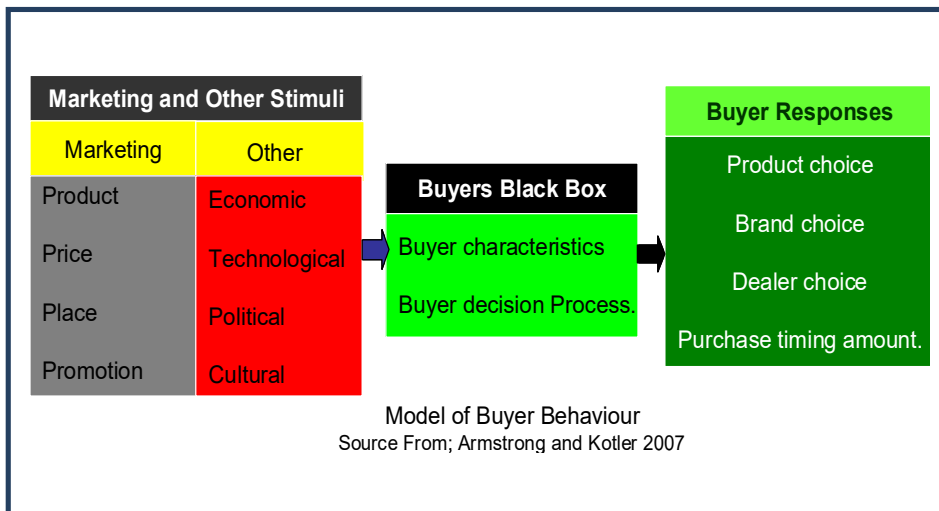 Marketing and Other Stimuli
Marketing
Other
Product
Price
Place
Promotion
Economic
Technological
Political
Cultural
Buyers Black Box
Buyer characteristics
Buyer decision Process.
Buyer Responses
Product choice
Brand choice
Dealer choice
Purchase timing amount.
Model of Buyer Behaviour
Source From; Armstrong and Kotler 2007